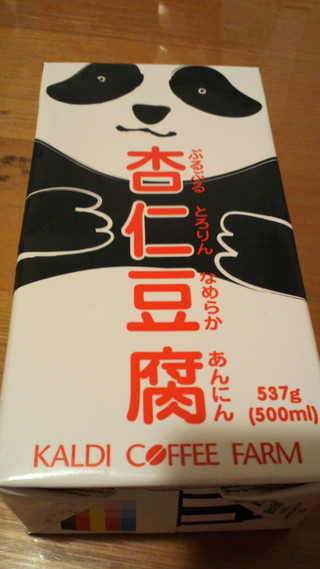 杏仁豆腐
ぷるぷる とろりん なめらか あんにん
537g
(500ml)
KALDI COFFEE FARM